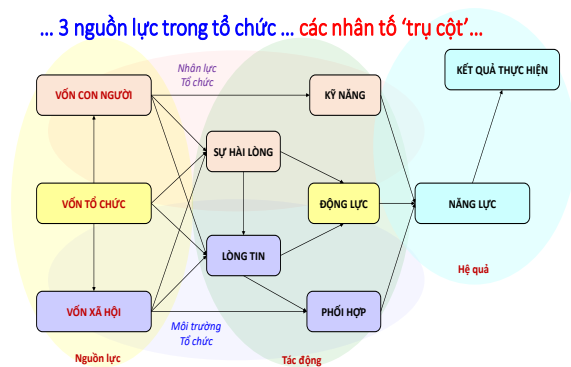 ... 3 nguồn lực trong tổ chức ... các nhân tố ‘trụ cột’...
KẾT QUẢ THỰC HIỆN
Nhân lực
Tổ chức
VỐN CON NGƯỜI
KỸ NĂNG
SỰ HÀI LÒNG
VỐN TỔ CHỨC
ĐỘNG LỰC
NĂNG LỰC
LÒNG TIN
Hệ quả
VỐN XÃ HỘI
PHỐI HỢP
Môi trường
Tổ chức
Nguồn lực
Tác động